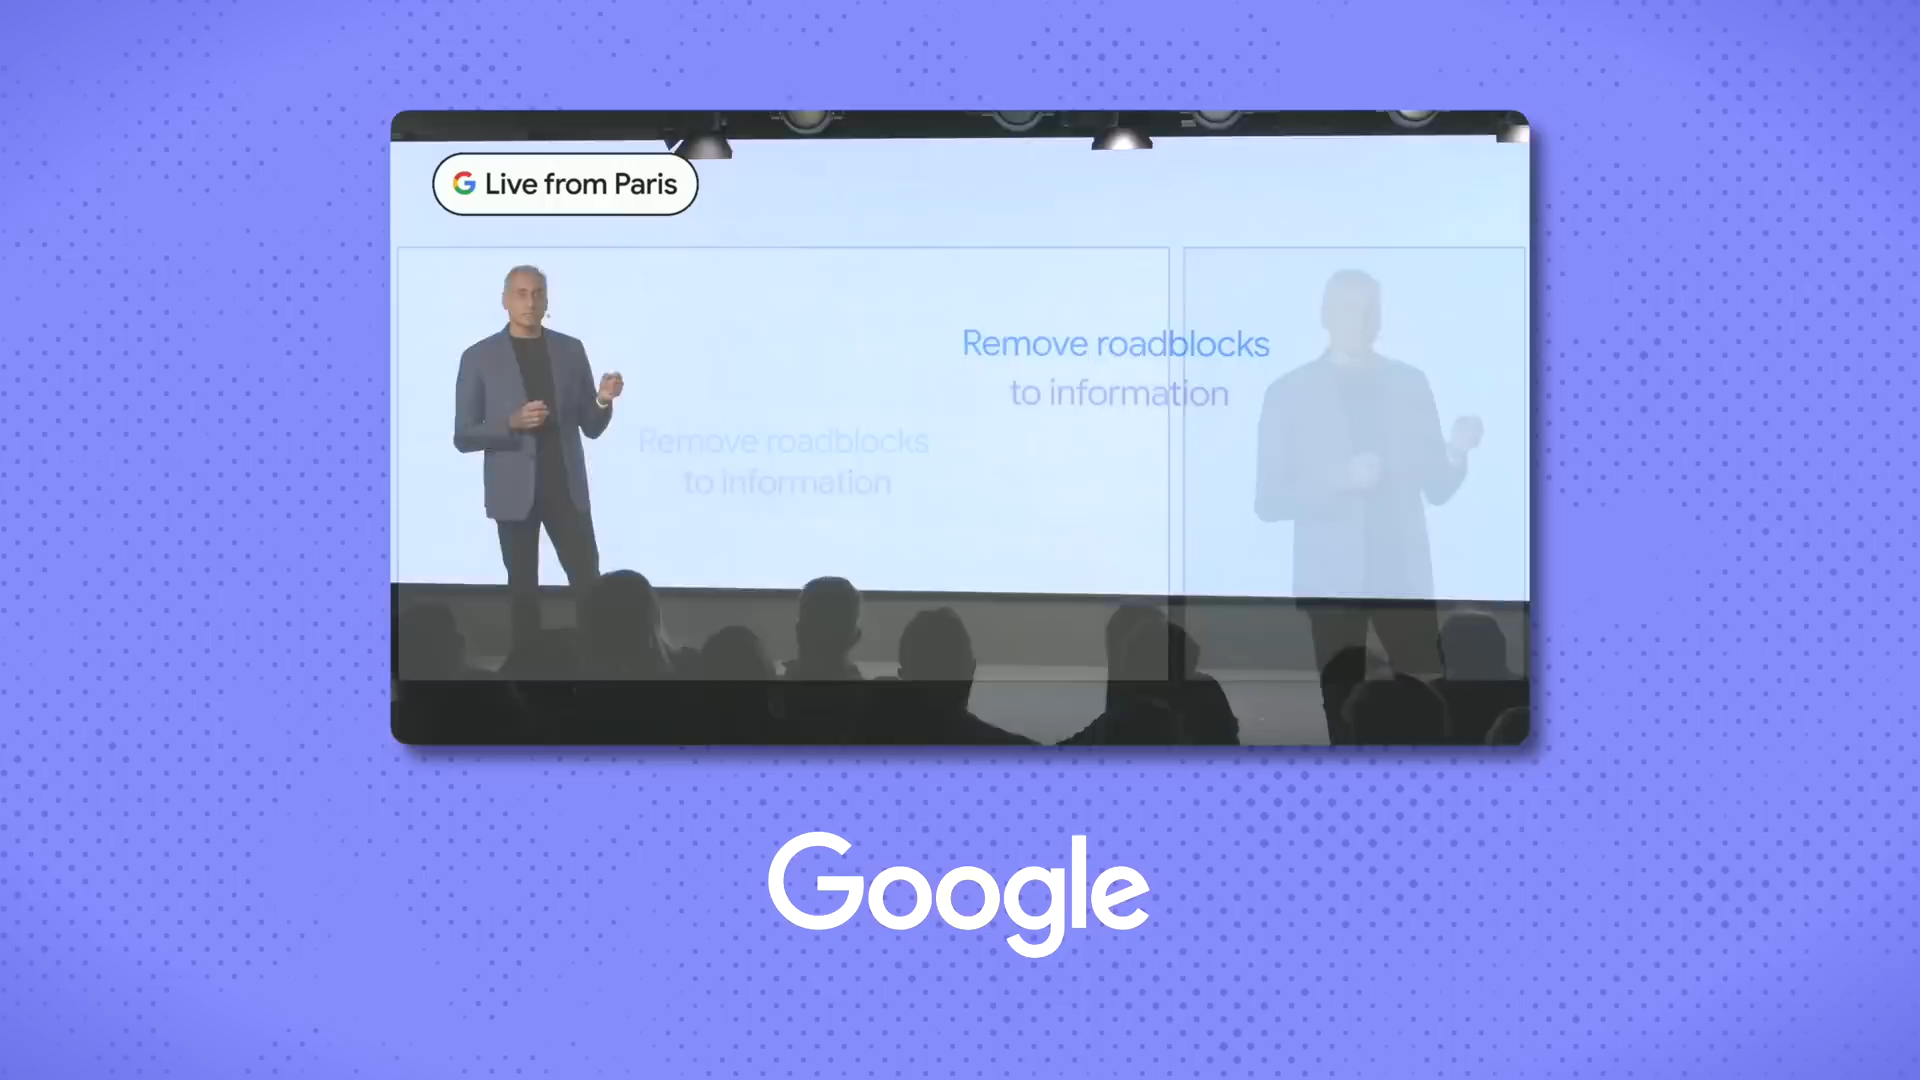 Live from Paris
Remove roadblocks
to information
Remove roadblocks
to information
Google